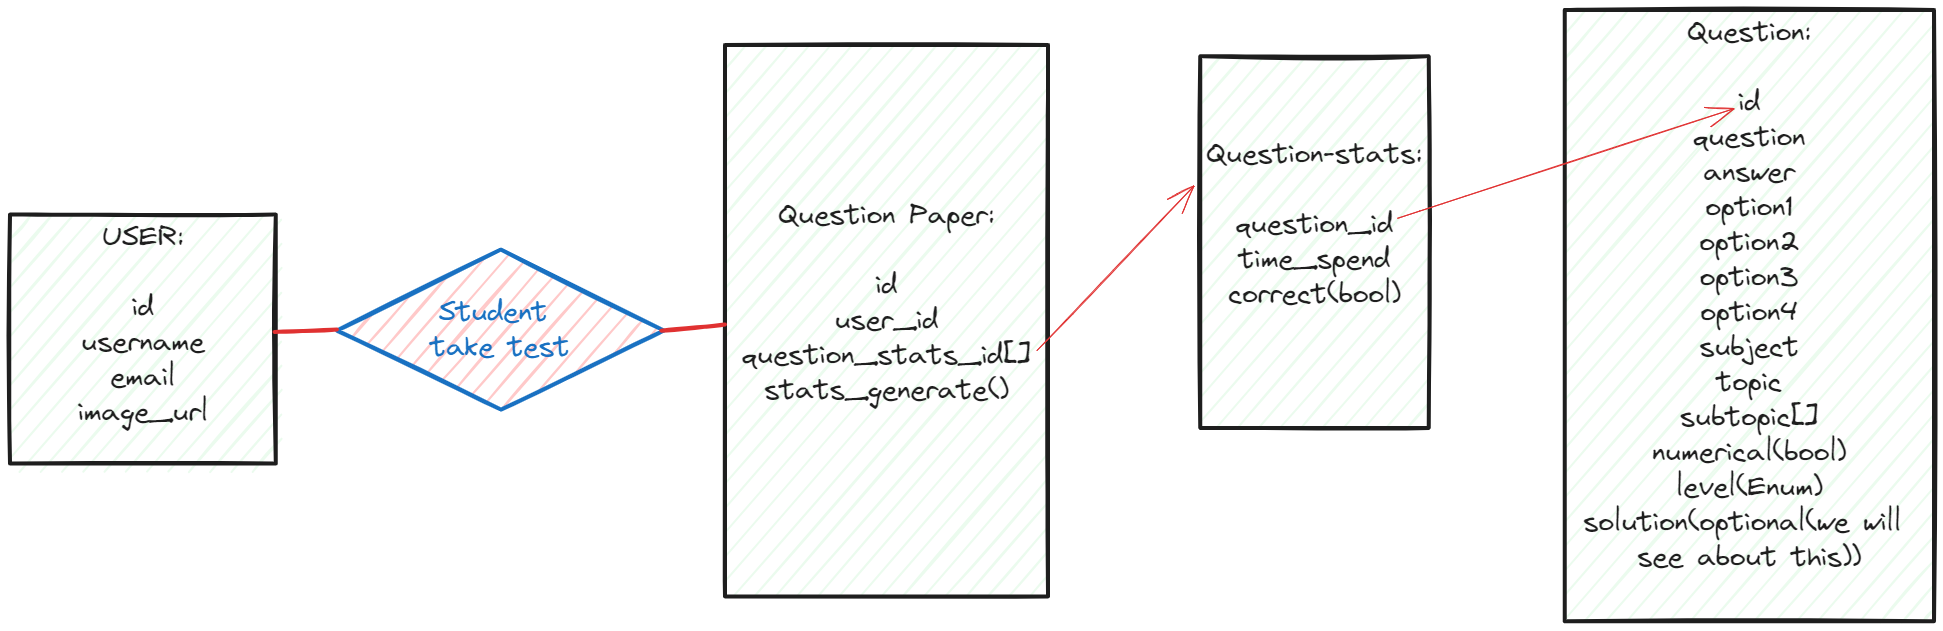 USER:
id
username
email
image_url
Student
take test
Question Paper:
id
user_id
question_stats_id[]
stats_generate()
Question-stats:
question_id
time_spend
correct(bool)
Question:
id
question
answer
option1
option2
option3
option4
subject
topic
subtopic[]
numerical(bool)
level(Enum)
solution(optional(we will
see about this))